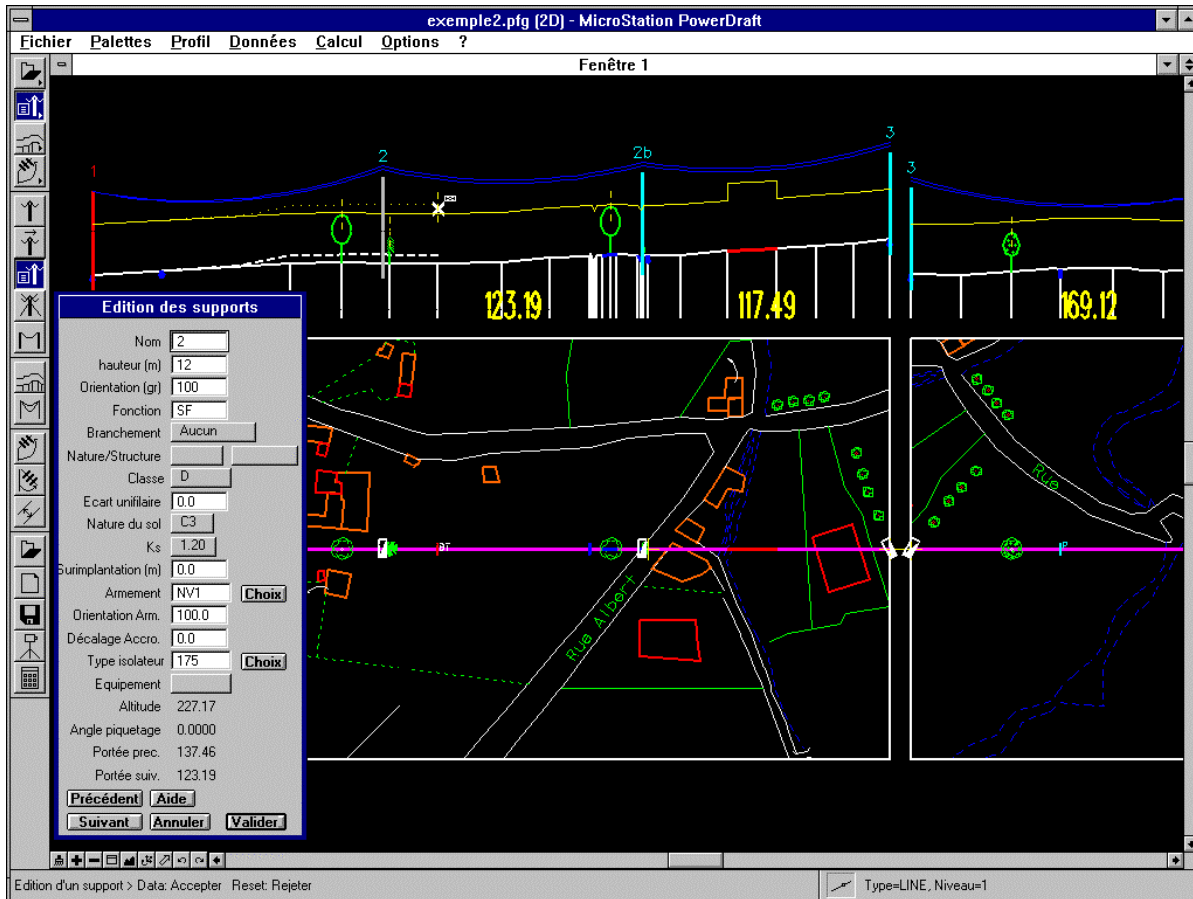 exemple2.pfg (2D) - MicroStation PowerDraft
Fichier Palettes Profil Données Calcul Options ?
Fenêtre 1
1
2
2b
3
3
123.19
117.49
169.12
Edition des supports
Nom 2
hauteur (m) 12
Orientation (gr) 100
Fonction SF
Branchement Aucun
Nature/Structure
Classe D
Ecart unifilaire 0.0
Nature du sol C3
Ks 1.20
Surimplantation (m) 0.0
Armement NV1 Choix
Orientation Arm. 100.0
Décalage Accro. 0.0
Type isolateur 175 Choix
Equipement
Altitude 227.17
Angle piquetage 0.0000
Portée prec. 137.46
Portée suiv. 123.19
Précédent Aide
Suivant Annuler Valider
BT
Rue Albert
Rue
P
Edition d'un support > Data: Accepter Reset: Rejeter
Type=LINE, Niveau=1